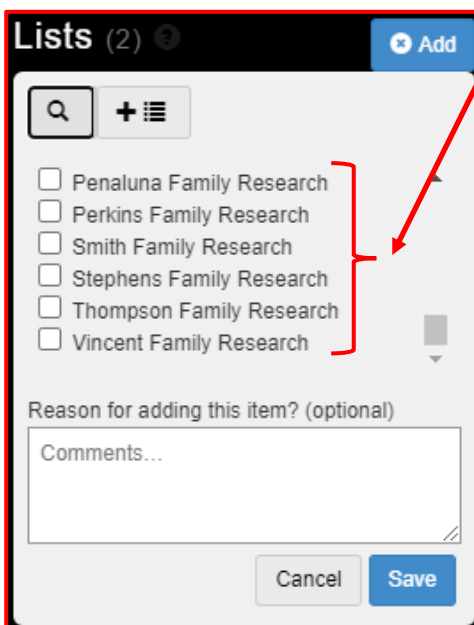 Lists (2) ?
Add
Penaluna Family Research
Perkins Family Research
Smith Family Research
Stephens Family Research
Thompson Family Research
Vincent Family Research
Reason for adding this item? (optional)
Comments...
Cancel Save